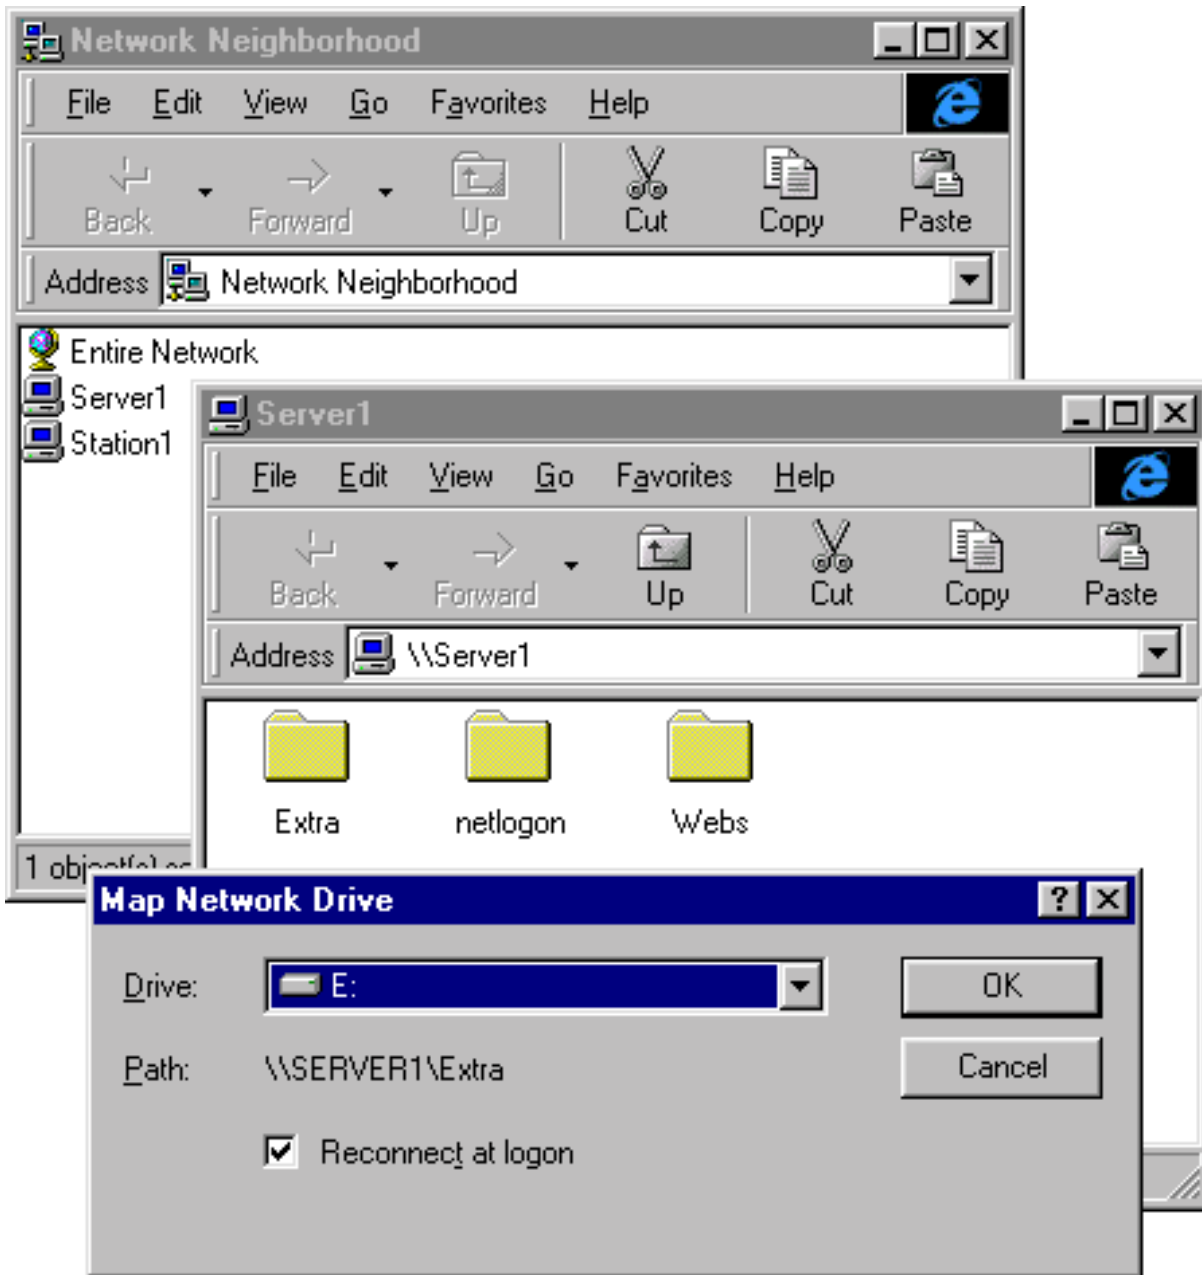 Network Neighborhood
File Edit View Go Favorites Help
Back Forward Up Cut Copy Paste
Address Network Neighborhood
Entire Network
Server1
Station1
1
Server1
File Edit View Go Favorites Help
Back Forward Up Cut Copy Paste
Address \\Server1
Extra netlogon Webs
Map Network Drive
Drive: E: OK
Path: \\SERVER1\Extra Cancel
Reconnect at logon